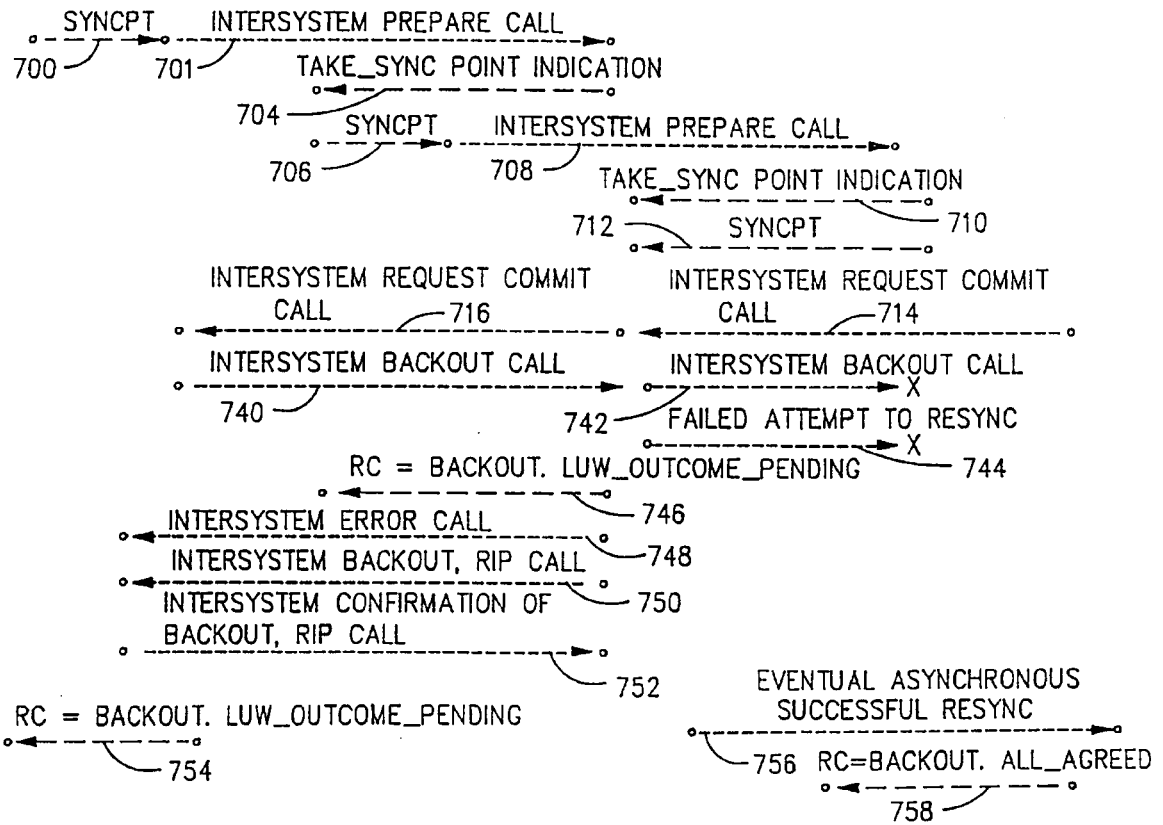 SYNCPT INTERSYSTEM PREPARE CALL
700 701
TAKE_SYNC POINT INDICATION
704
SYNCPT INTERSYSTEM PREPARE CALL
706 708
TAKE_SYNC POINT INDICATION
710
712 SYNCPT
INTERSYSTEM REQUEST COMMIT CALL
716
INTERSYSTEM REQUEST COMMIT CALL
714
INTERSYSTEM BACKOUT CALL
740
INTERSYSTEM BACKOUT CALL
X
742
FAILED ATTEMPT TO RESYNC
X
744
RC = BACKOUT. LUW_OUTCOME_PENDING
746
INTERSYSTEM ERROR CALL
748
INTERSYSTEM BACKOUT, RIP CALL
750
INTERSYSTEM CONFIRMATION OF
BACKOUT, RIP CALL
752
RC = BACKOUT. LUW_OUTCOME_PENDING
754
EVENTUAL ASYNCHRONOUS
SUCCESSFUL RESYNC
756
RC=BACKOUT. ALL_AGREED
758